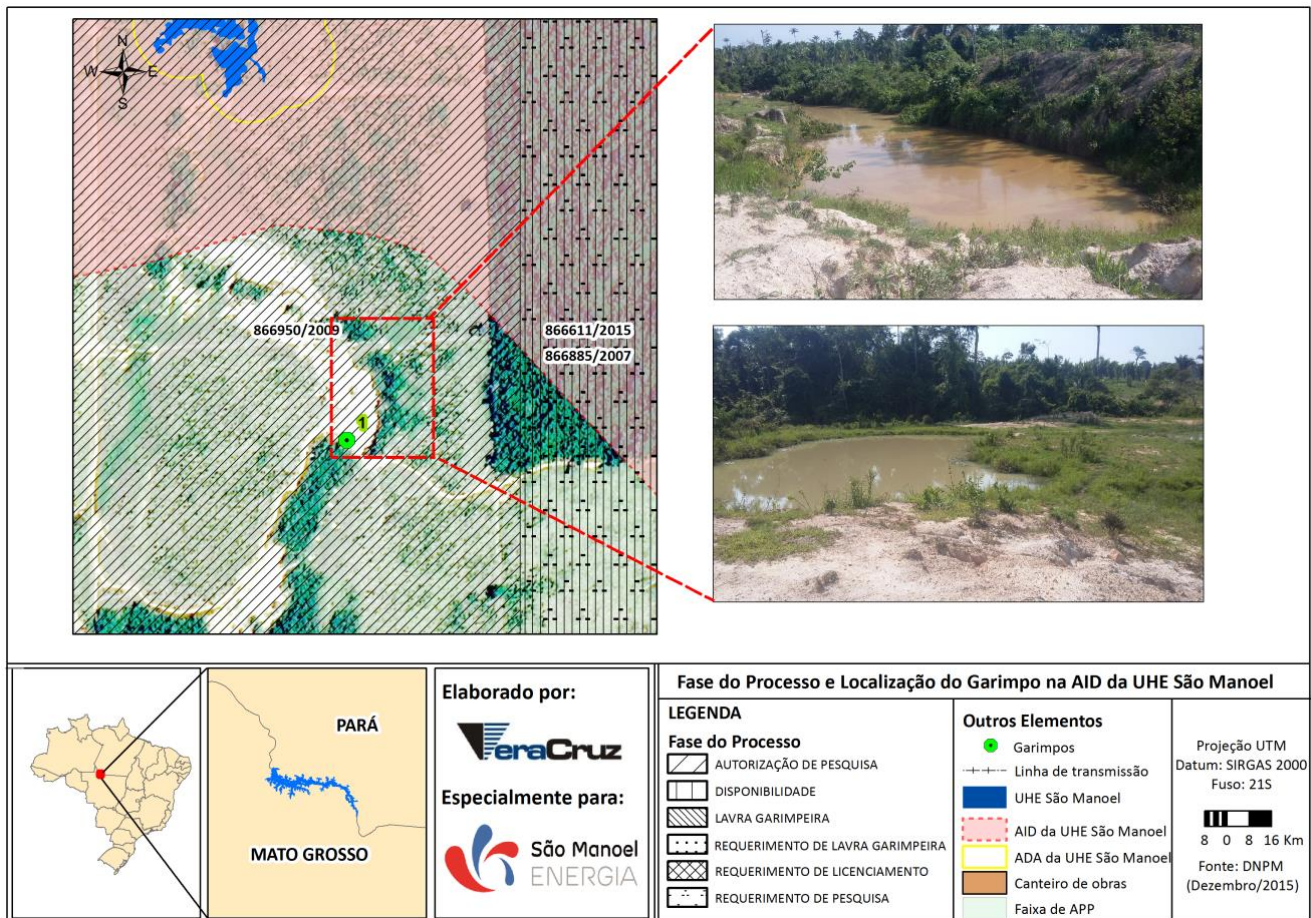 N
W E
S
866950/2009
866611/2015
866885/2007
1
PARÁ
MATO GROSSO
Elaborado por:
VeraCruz
Especialmente para:
São Manoel
ENERGIA
Fase do Processo e Localização do Garimpo na AID da UHE São Manoel
LEGENDA
Fase do Processo
AUTORIZAÇÃO DE PESQUISA
DISPONIBILIDADE
LAVRA GARIMPEIRA
REQUERIMENTO DE LAVRA GARIMPEIRA
REQUERIMENTO DE LICENCIAMENTO
REQUERIMENTO DE PESQUISA
Outros Elementos
Garimpos
Linha de transmissão
UHE São Manoel
AID da UHE São Manoel
ADA da UHE São Manoel
Canteiro de obras
Faixa de APP
Projeção UTM
Datum: SIRGAS 2000
Fuso: 21S
8 0 8 16 Km
Fonte: DNPM
(Dezembro/2015)